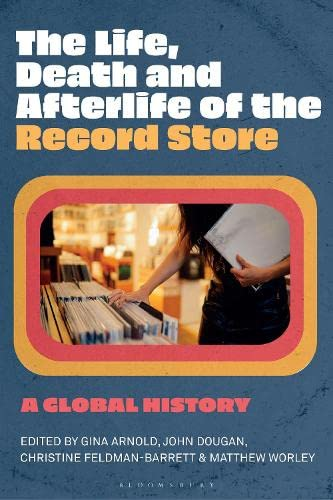 The Life,
Death and
Afterlife of the
Record Store
A GLOBAL HISTORY
EDITED BY GINA ARNOLD, JOHN DOUGAN,
CHRISTINE FELDMAN-BARRETT & MATTHEW WORLEY
BLOOMSBURY